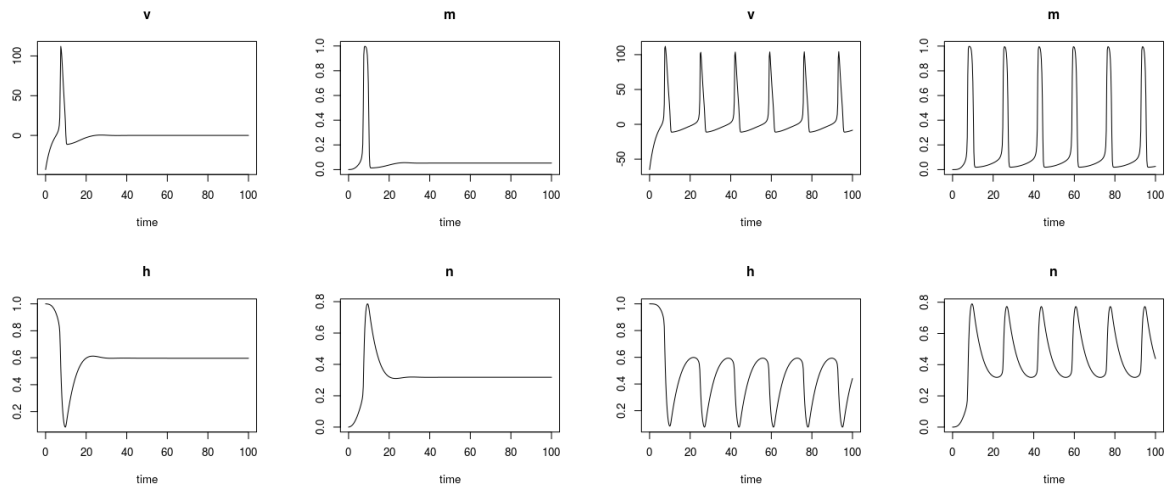 v m v m
100 1.0 100 1.0
0.8 0.8
50 0.6 50 0.6
0.4 0 0.4
0 0.2 0.2
0.0 -50 0.0
0 20 40 60 80 100 0 20 40 60 80 100 0 20 40 60 80 100 0 20 40 60 80 100
time time time time
h n h n
1.0 0.8 1.0 0.8
0.8 0.6 0.8 0.6
0.6 0.4 0.6 0.4
0.4 0.2 0.4 0.2
0.2 0.0 0.2 0.0
0 20 40 60 80 100 0 20 40 60 80 100 0 20 40 60 80 100 0 20 40 60 80 100
time time time time